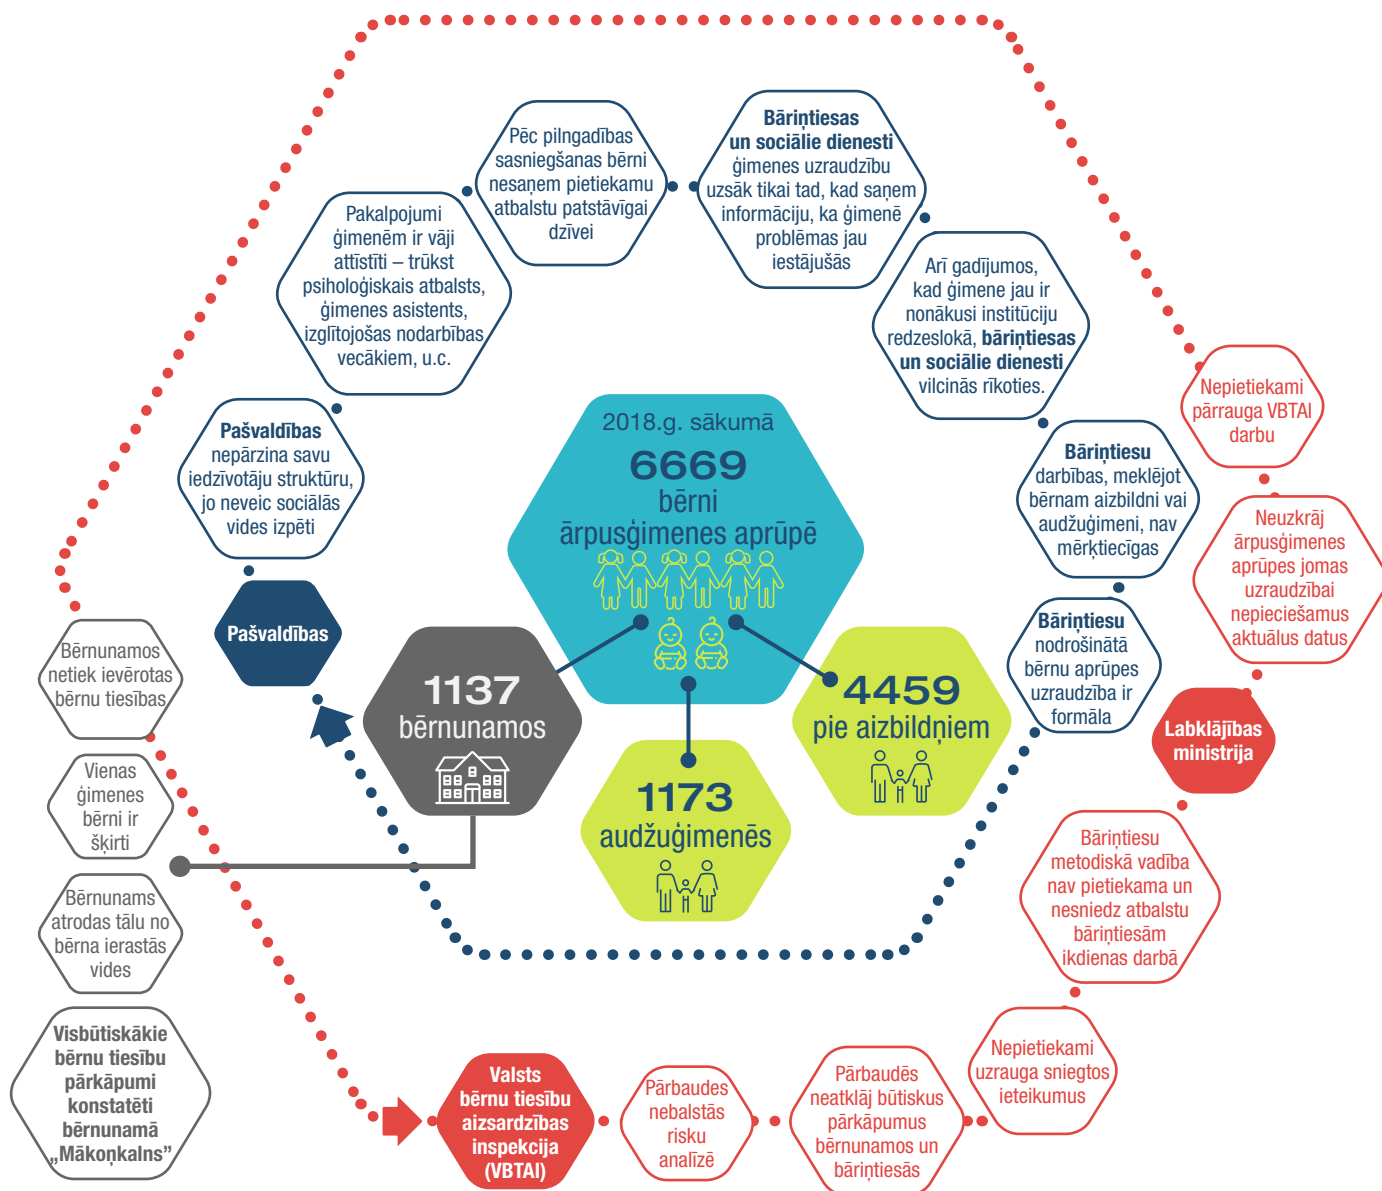 Pēc pilngadības
sasniegšanas bērni
nesaņem pietiekamu
atbalstu patstāvīgai
dzīvei
Bāriņtiesas
un sociālie dienesti
ģimenes uzraudzību
uzsāk tikai tad, kad saņem
informāciju, ka ģimenē
problēmas jau
iestājušās
Pakalpojumi
ģimenēm ir vāji
attīstīti – trūkst
psiholoģiskais atbalsts,
ģimenes asistents,
izglītojošas nodarbības
vecākiem, u.c.
Arī gadījumos,
kad ģimene jau ir
nonākusi institūciju
redzeslokā, bāriņtiesas
un sociālie dienesti
vilcinās rīkoties.
Nepietiekami
pārrauga VBTAI
darbu
Pašvaldības
nepārzina savu
iedzīvotāju struktūru,
jo neveic sociālās
vides izpēti
2018.g. sākumā
6669
bērni
ārpusģimenes aprūpē
Bāriņtiesu
darbības, meklējot
bērnam aizbildni vai
audžuģimeni, nav
mērķtiecīgas
Neuzkrāj
ārpusģimenes
aprūpes jomas
uzraudzībai
nepieciešamus
aktuālus datus
Pašvaldības
Bāriņtiesu
nodrošinātā
bērnu aprūpes
uzraudzība ir
formāla
Bērnunamos
netiek ievērotas
bērnu tiesības
1137
bērnunamos
4459
pie aizbildņiem
Labklājības
ministrija
1173
audžuģimenēs
Vienas
ģimenes
bērni ir
šķirti
Bērnunams
atrodas tālu no
bērna ierastās
vides
Bāriņtiesu
metodiskā vadība
nav pietiekama un
nesniedz atbalstu
bāriņtiesām
ikdienas darbā
Visbūtiskākie
bērnu tiesību
pārkāpumi
konstatēti
bērnunamā
„Mākoņkalns”
Valsts
bērnu tiesību
aizsardzības
inspekcija
(VBTAI)
Pārbaudes
nebalstās
risku
analīzē
Pārbaudēs
neatklāj būtiskus
pārkāpumus
bērnunamos un
bāriņtiesās
Nepietiekami
uzrauga sniegtos
ieteikumus